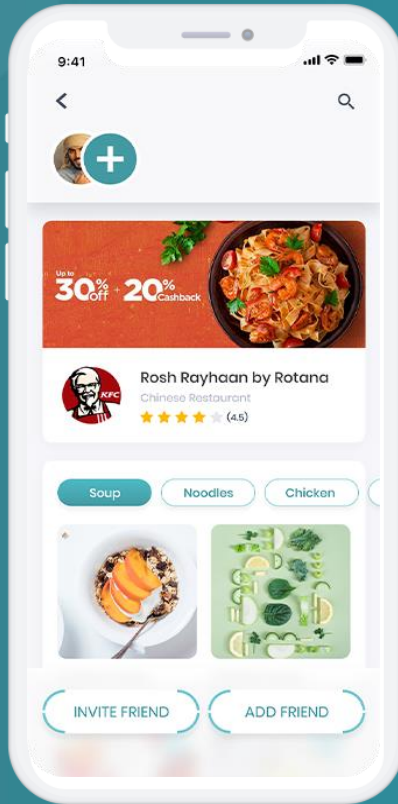 9:41
Up to
30% off + 20% Cashback
KFC
Rosh Rayhaan by Rotana
Chinese Restaurant
(4.5)
Soup
Noodles
Chicken
INVITE FRIEND
ADD FRIEND